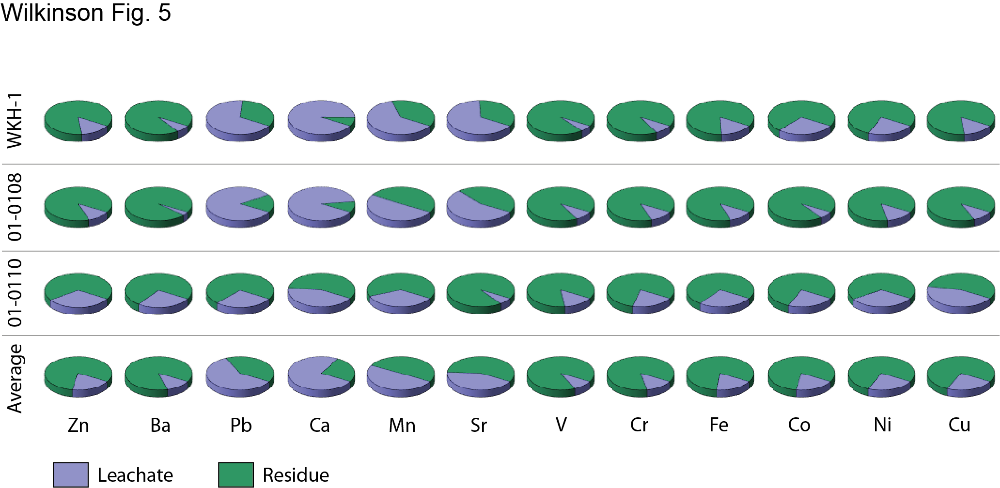 Wilkinson Fig. 5
WKH-1
01-0108
01-0110
Average
Zn Ba Pb Ca Mn Sr V Cr Fe Co Ni Cu
Leachate Residue